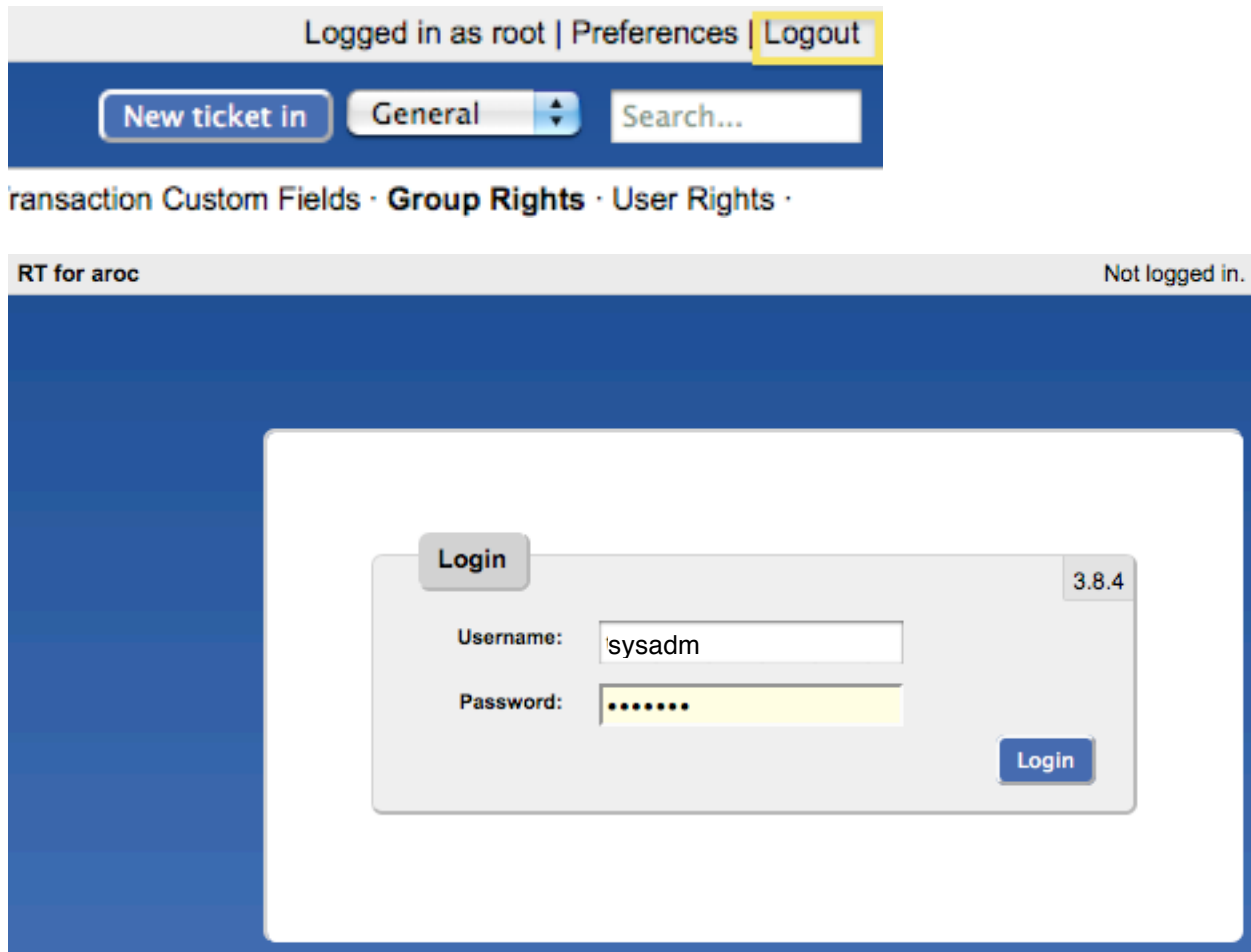 Logged in as root | Preferences | Logout
New ticket in General Search...
ransaction Custom Fields · Group Rights · User Rights ·
RT for aroc Not logged in.
Login
3.8.4
Username: sysadm
Password: •••••••
Login